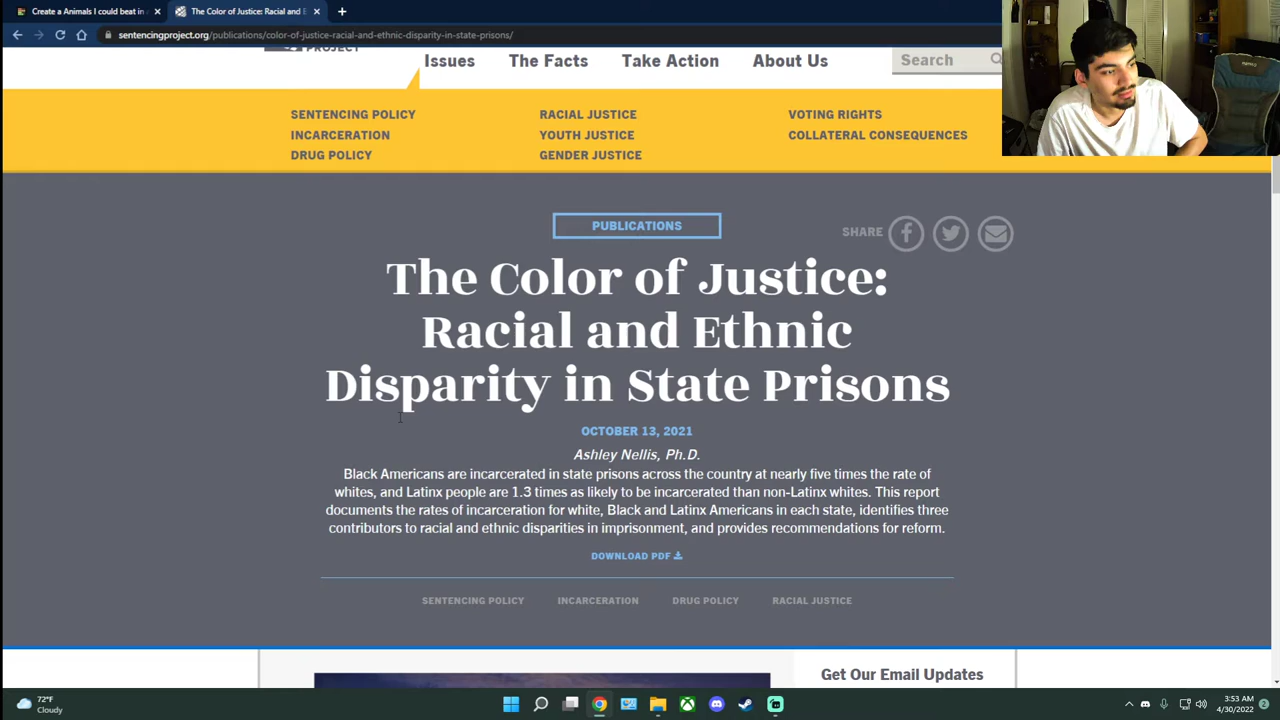 Create a Animals I could beat in
The Color of Justice: Racial and E
sentencingproject.org/publications/color-of-justice-racial-and-ethnic-disparity-in-state-prisons/
PROJECT
Issues
The Facts
Take Action
About Us
Search
SENTENCING POLICY
RACIAL JUSTICE
VOTING RIGHTS
INCARCERATION
YOUTH JUSTICE
COLLATERAL CONSEQUENCES
DRUG POLICY
GENDER JUSTICE
PUBLICATIONS
SHARE
The Color of Justice:
Racial and Ethnic
Disparity in State Prisons
OCTOBER 13, 2021
Ashley Nellis, Ph.D.
Black Americans are incarcerated in state prisons across the country at nearly five times the rate of
whites, and Latinx people are 1.3 times as likely to be incarcerated than non-Latinx whites. This report
documents the rates of incarceration for white, Black and Latinx Americans in each state, identifies three
contributors to racial and ethnic disparities in imprisonment, and provides recommendations for reform.
DOWNLOAD PDF
SENTENCING POLICY
INCARCERATION
DRUG POLICY
RACIAL JUSTICE
Get Our Email Updates
72°F
Cloudy
3:53 AM
4/30/2022
2